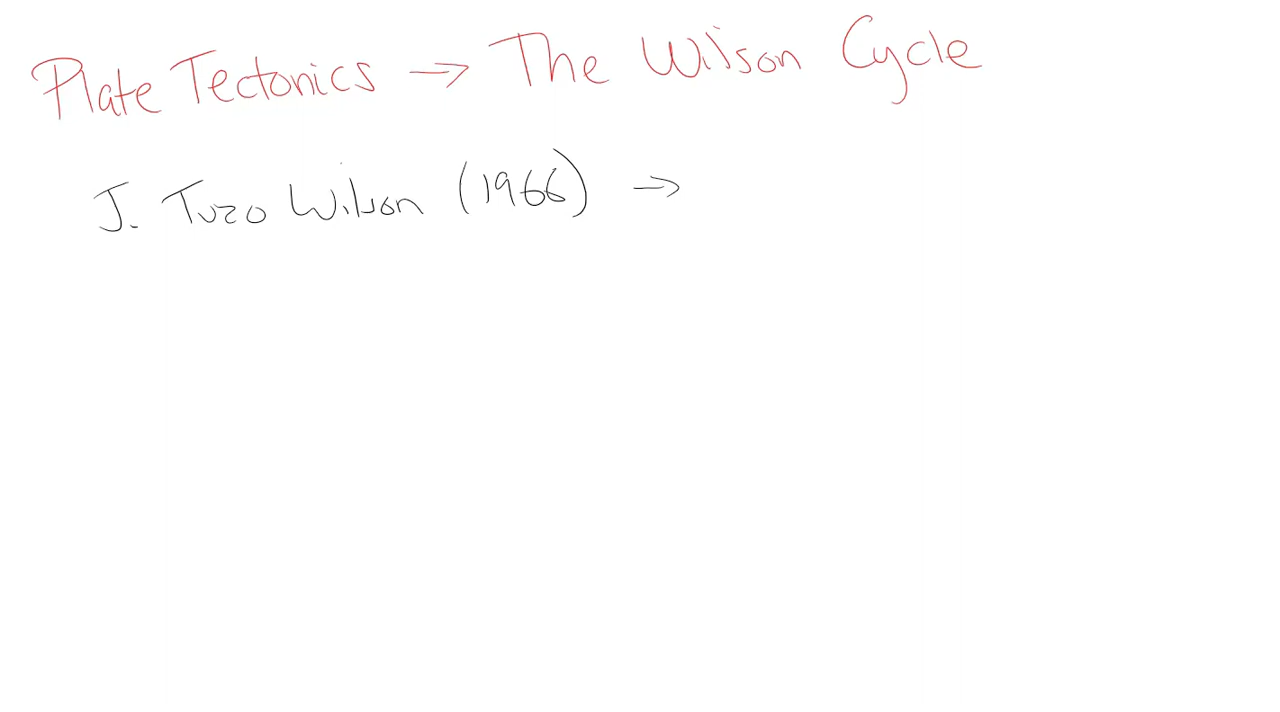 Plate Tectonics → The Wilson Cycle
J. Tuzo Wilson (1966) →